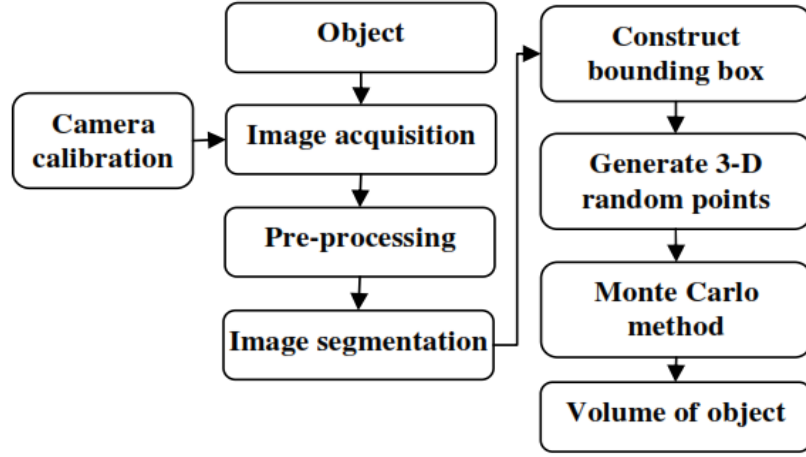 Object
Camera
calibration
Image acquisition
Pre-processing
Image segmentation
Construct
bounding box
Generate 3-D
random points
Monte Carlo
method
Volume of object